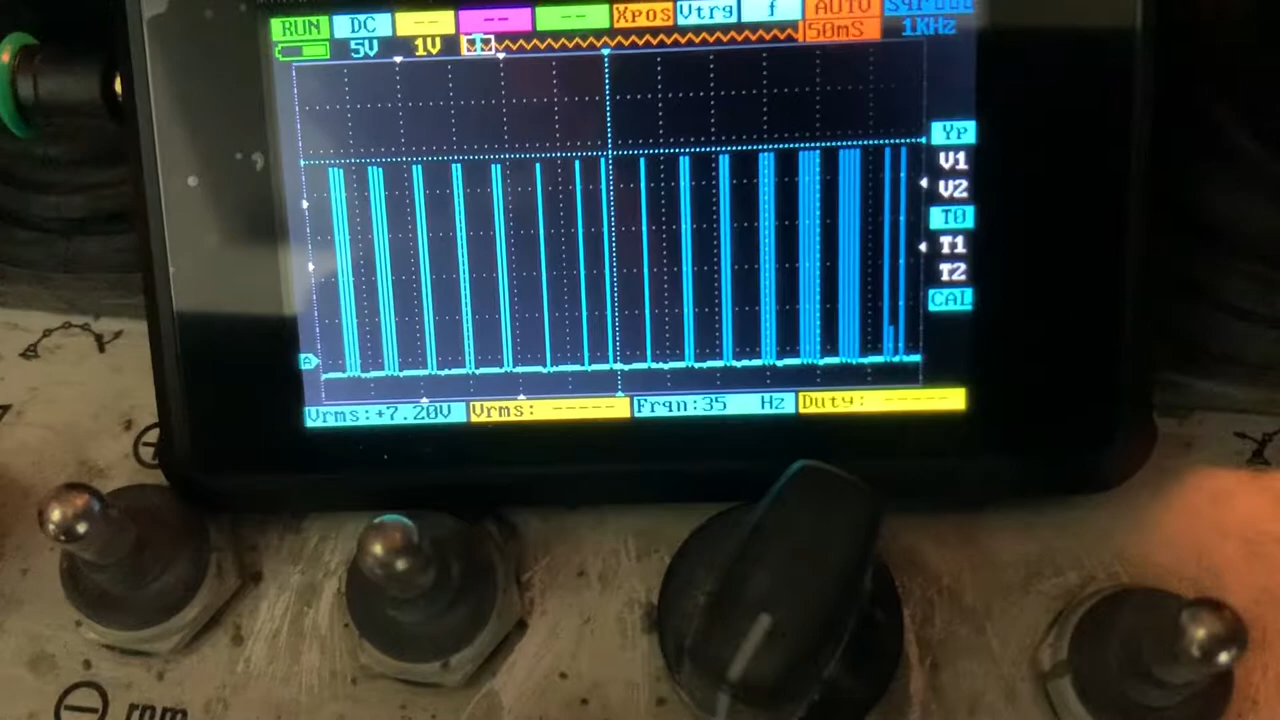 RUN DC -- -- -- Xpos Vtrg f AUTO
5V 1V 50mS 1KHz
Yp
V1
V2
T0
T1
T2
CAL
A
Vrms:+7.20V Vrms: ----- Frqn:35 Hz Duty: -----
rpm